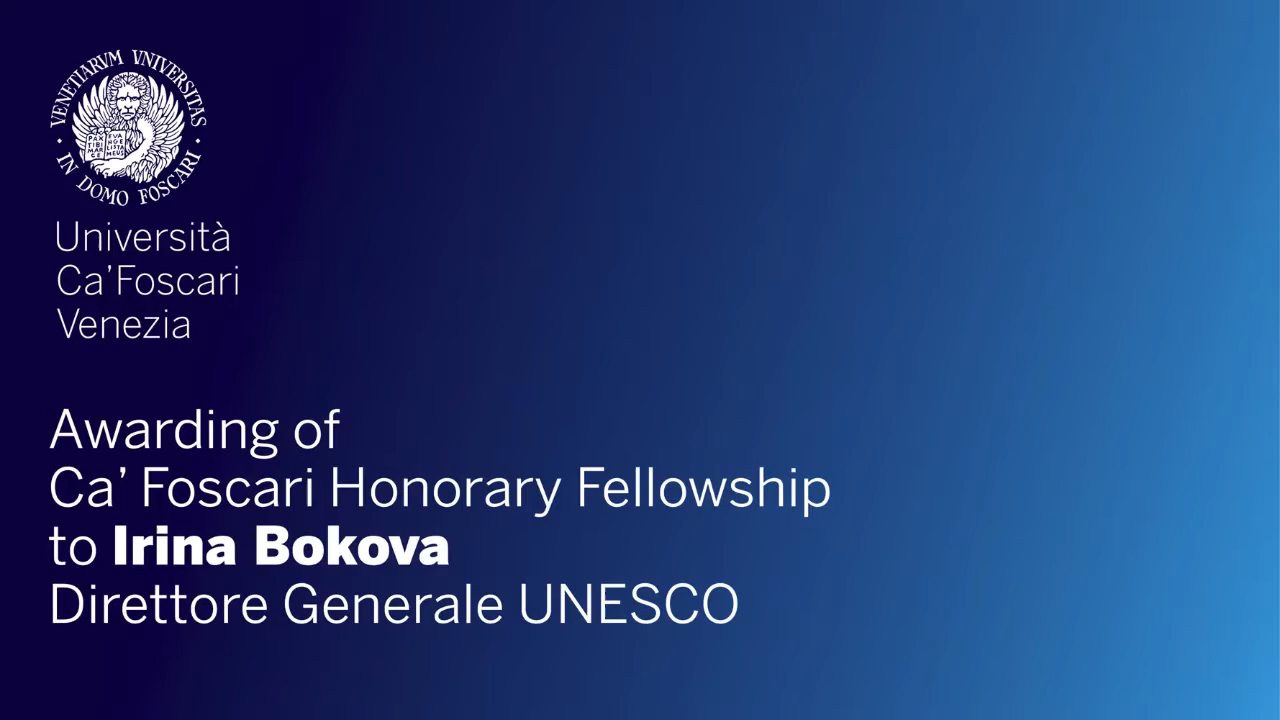 VENETIARVM VNIVERSITAS
IN DOMO FOSCARI
PAX
TIBI
MAR
CE
EVA
NGE
LISTA
MEUS
Università
Ca’Foscari
Venezia
Awarding of
Ca’ Foscari Honorary Fellowship
to Irina Bokova
Direttore Generale UNESCO